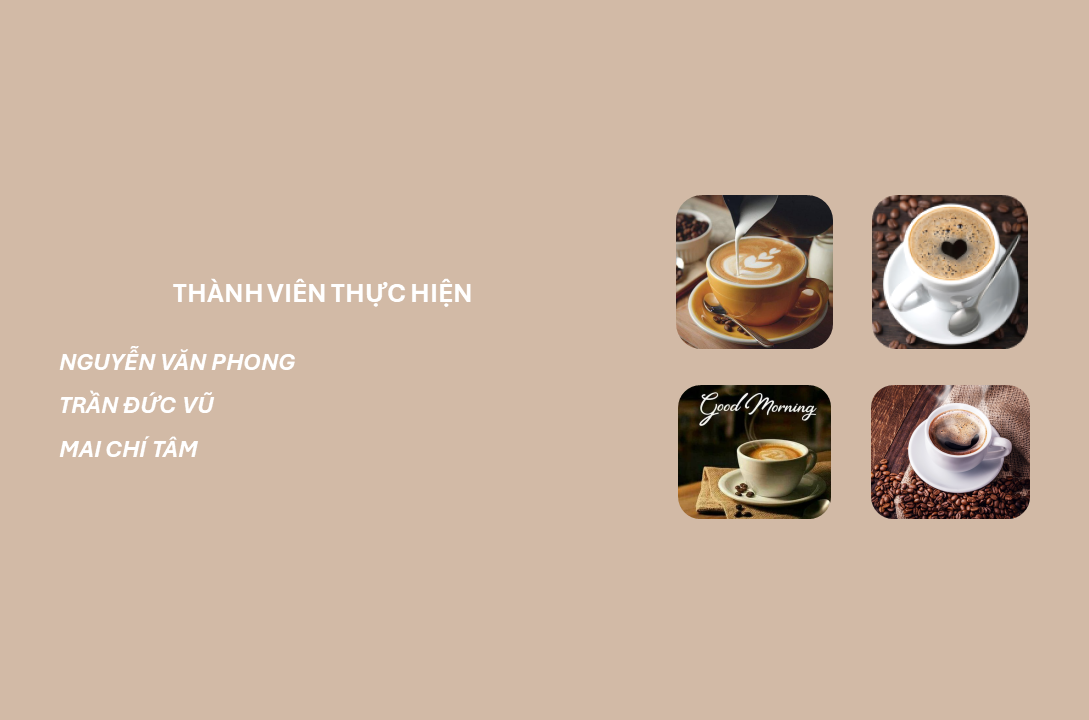 THÀNH VIÊN THỰC HIỆN
NGUYỄN VĂN PHONG
TRẦN ĐỨC VŨ
MAI CHÍ TÂM
Good Morning